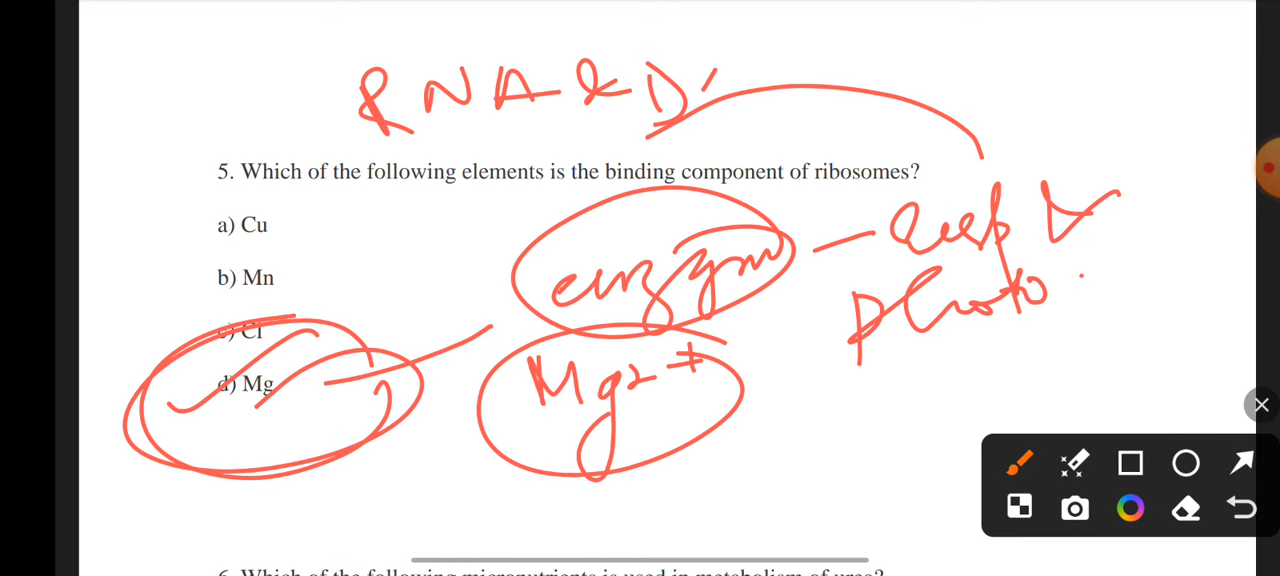 RNA & D
5. Which of the following elements is the binding component of ribosomes?
a) Cu
b) Mn
enzym
c) Cl
d) Mg
Mg2+